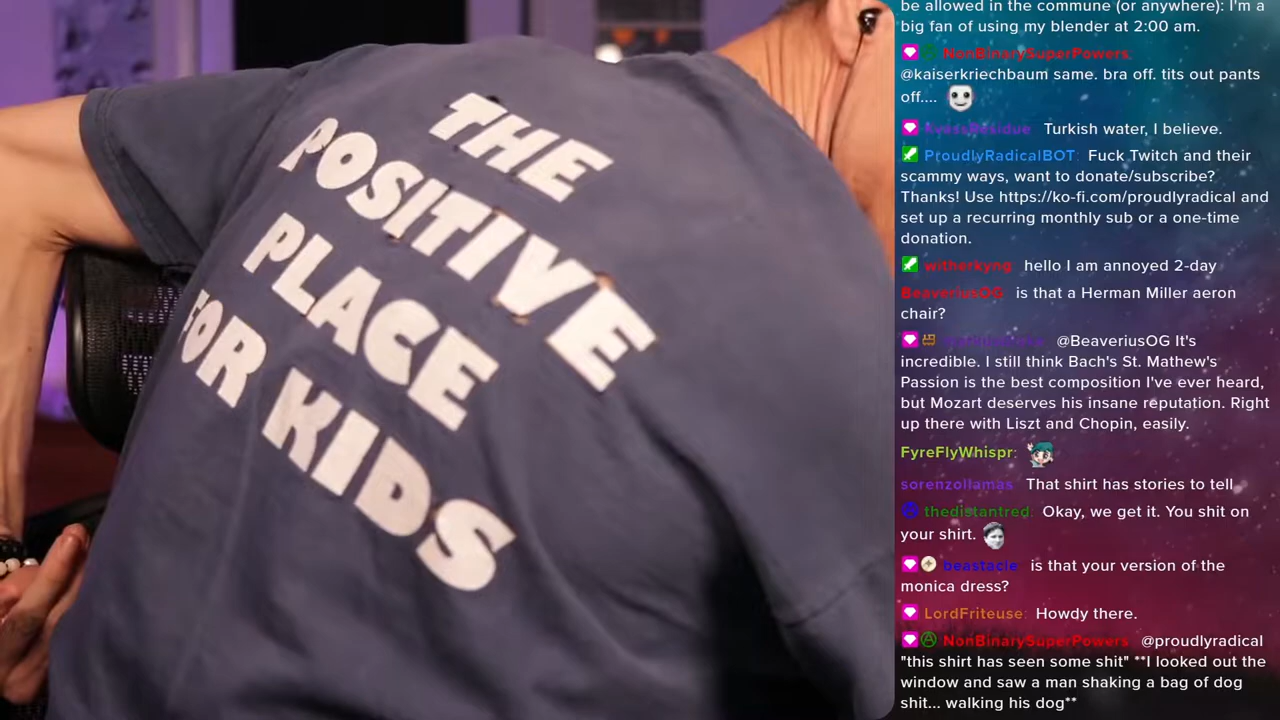 THE
POSITIVE
PLACE
FOR KIDS
be allowed in the commune (or anywhere): I'm a
big fan of using my blender at 2:00 am.
NonBinarySuperPowers:
@kaiserkriechbaum same. bra off. tits out pants
off....
Turkish water, I believe.
ProudlyRadicalBOT: Fuck Twitch and their
scammy ways, want to donate/subscribe?
Thanks! Use https://ko-fi.com/proudlyradical and
set up a recurring monthly sub or a one-time
donation.
witherkyng hello I am annoyed 2-day
BeaveriusOG is that a Herman Miller aeron
chair?
@BeaveriusOG It's
incredible. I still think Bach's St. Mathew's
Passion is the best composition I've ever heard,
but Mozart deserves his insane reputation. Right
up there with Liszt and Chopin, easily.
FyreFlyWhispr:
sorenzollamas That shirt has stories to tell
thedistantred: Okay, we get it. You shit on
your shirt.
beastacle is that your version of the
monica dress?
LordFriteuse: Howdy there.
NonBinarySuperPowers @proudlyradical
"this shirt has seen some shit" **I looked out the
window and saw a man shaking a bag of dog
shit... walking his dog**